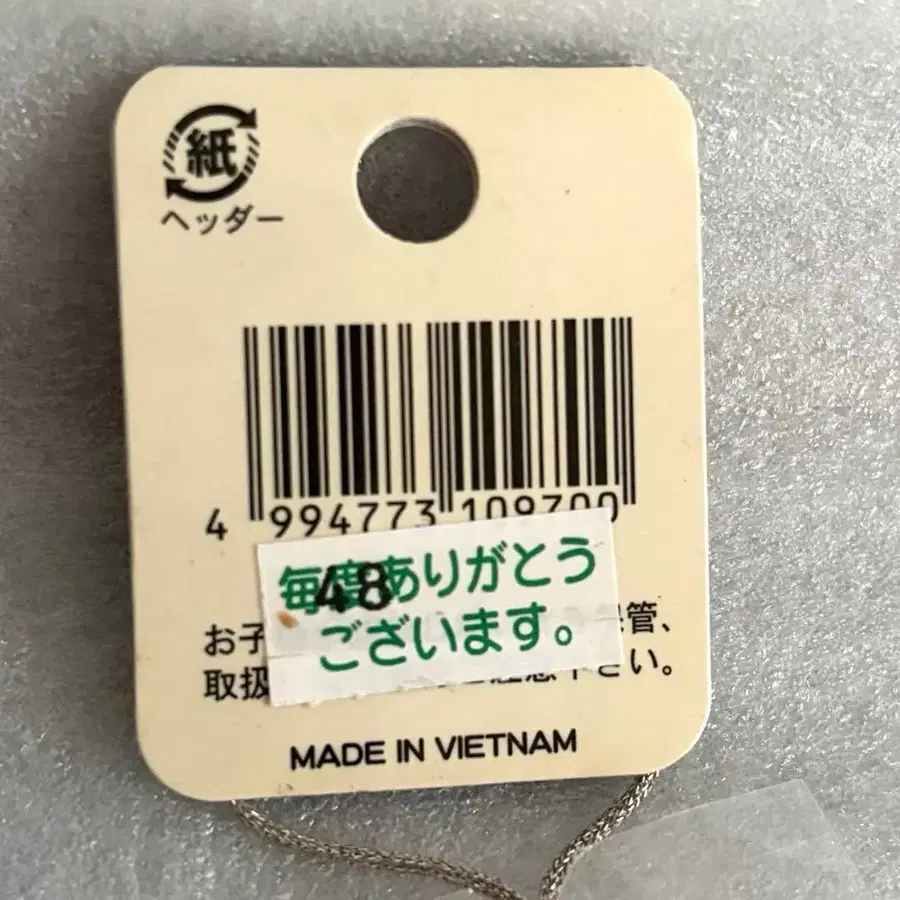 紙
ヘッダー
4 994773 109700
毎度ありがとう
48
ございます。
お子 管、
取扱 さい。
MADE IN VIETNAM